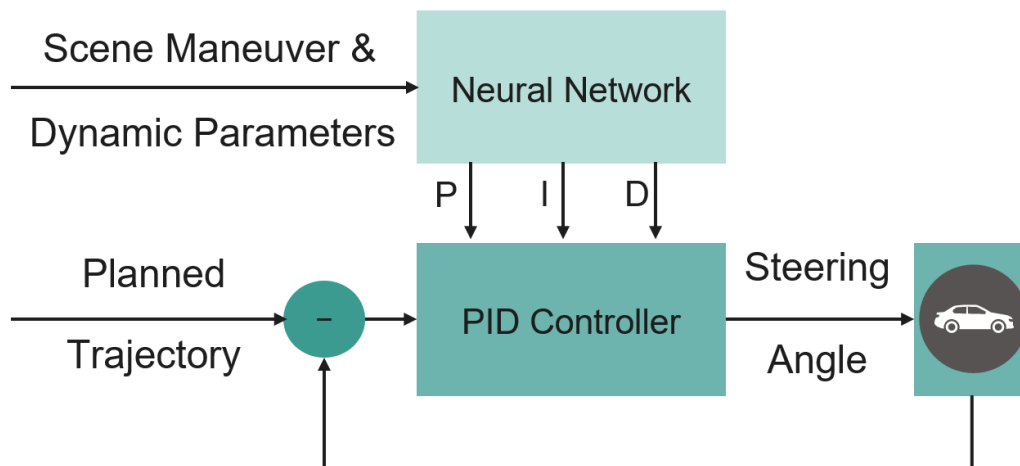 Scene Maneuver &
Dynamic Parameters
Neural Network
P I D
Planned
Trajectory
–
PID Controller
Steering
Angle